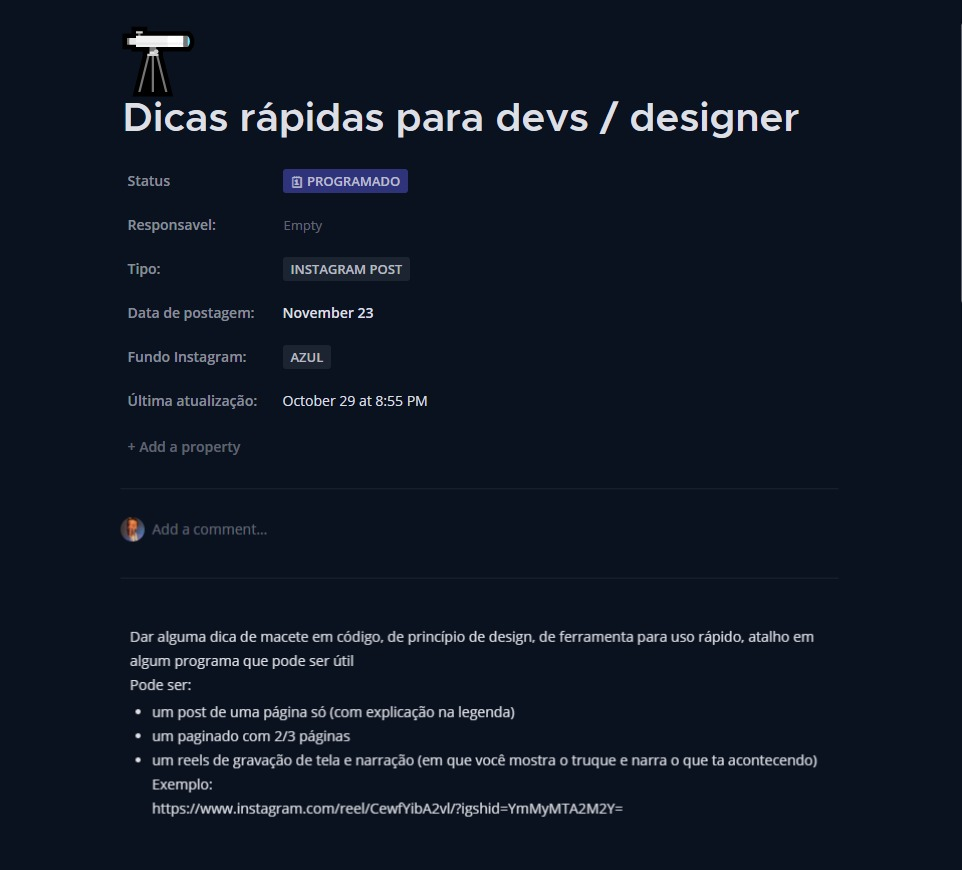 Dicas rápidas para devs / designer
Status PROGRAMADO
Responsavel: Empty
Tipo: INSTAGRAM POST
Data de postagem: November 23
Fundo Instagram: AZUL
Última atualização: October 29 at 8:55 PM
+ Add a property
Add a comment...
Dar alguma dica de macete em código, de princípio de design, de ferramenta para uso rápido, atalho em
algum programa que pode ser útil
Pode ser:
• um post de uma página só (com explicação na legenda)
• um paginado com 2/3 páginas
• um reels de gravação de tela e narração (em que você mostra o truque e narra o que ta acontecendo)
Exemplo:
https://www.instagram.com/reel/CewfYibA2vl/?igshid=YmMyMTA2M2Y=